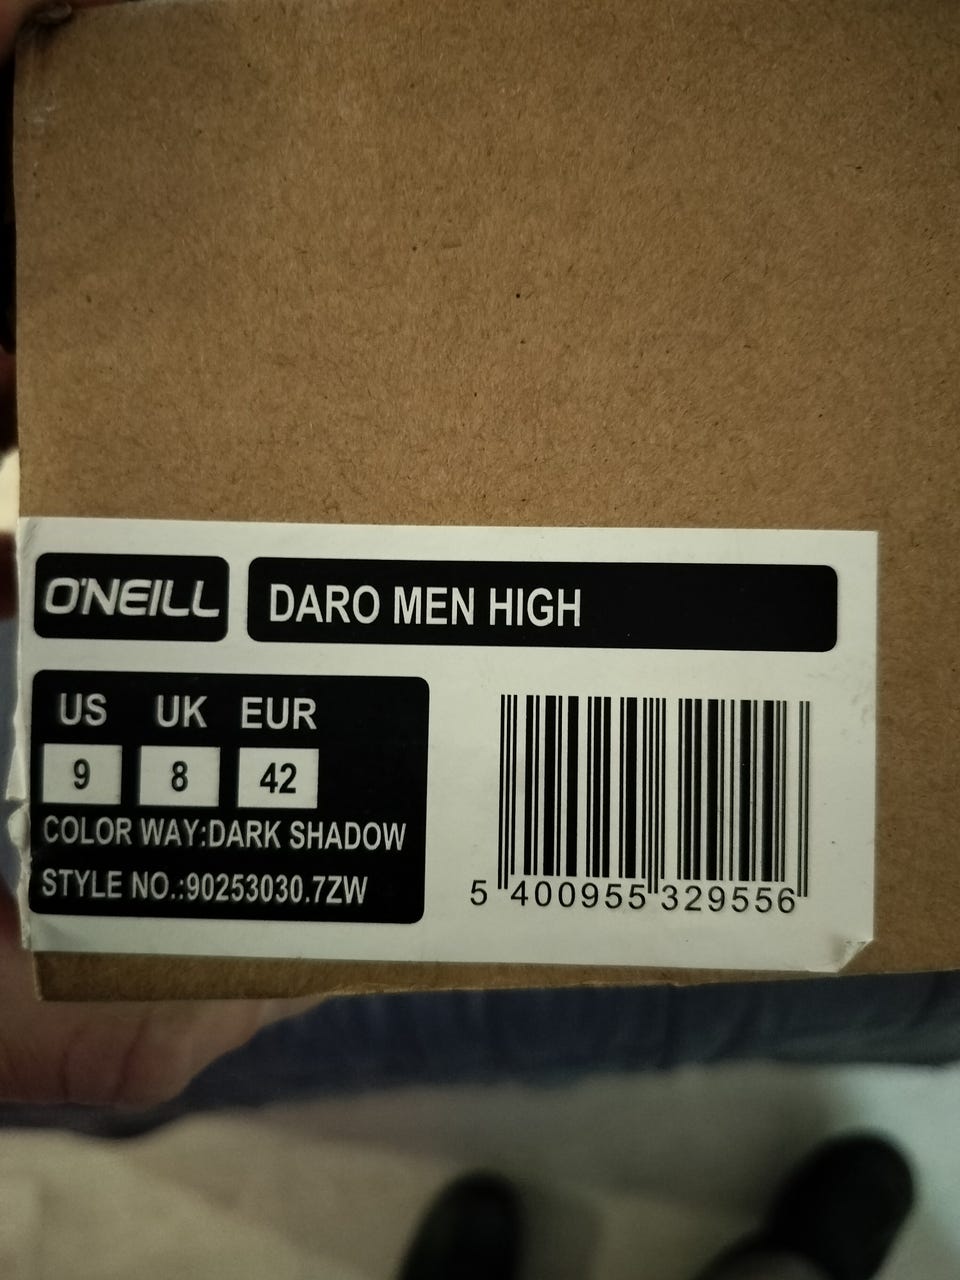 O'NEILL
DARO MEN HIGH
US UK EUR
9 8 42
COLOR WAY:DARK SHADOW
STYLE NO.:90253030.7ZW
5 400955 329556